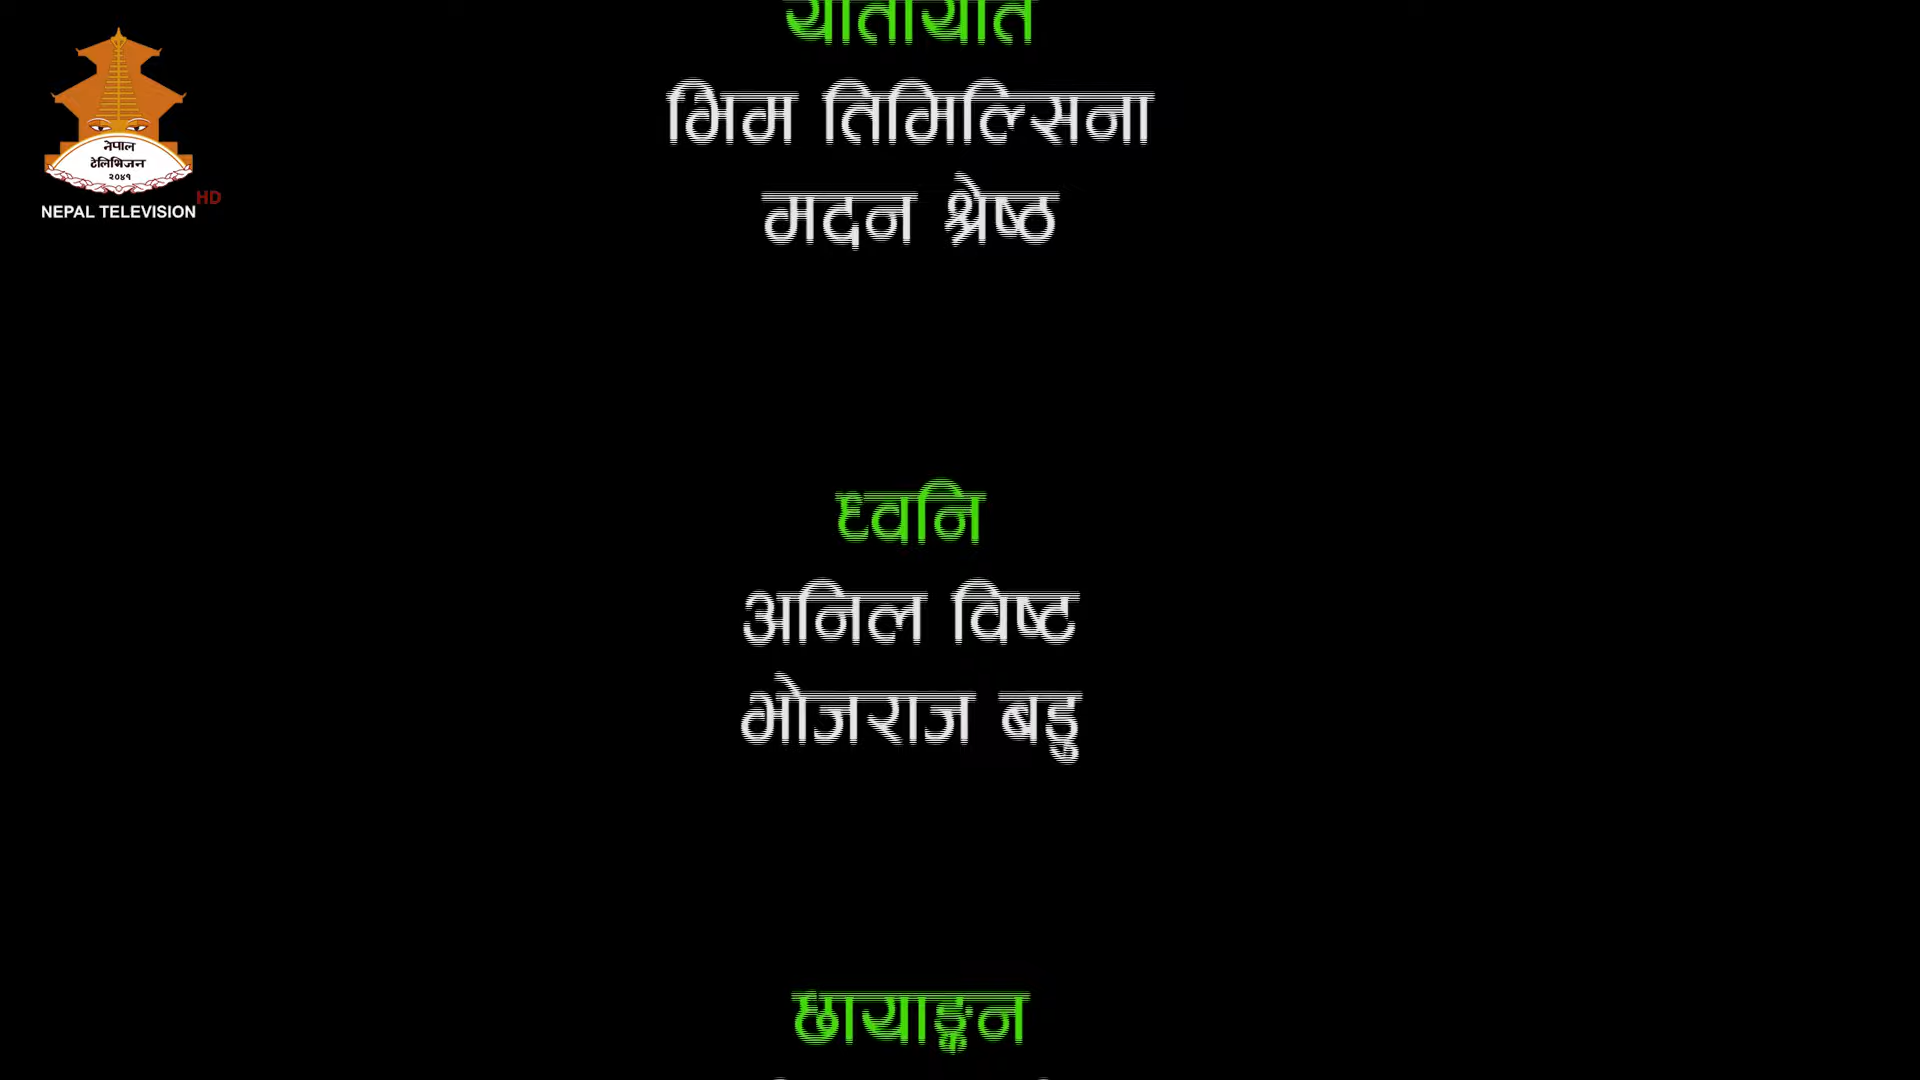 यातायात
भिम तिमिल्सिना
मदन श्रेष्ठ
ध्वनि
अनिल विष्ट
भोजराज बडु
छायाङ्कन
नेपाल
टेलिभिजन
२०४१
HD
NEPAL TELEVISION